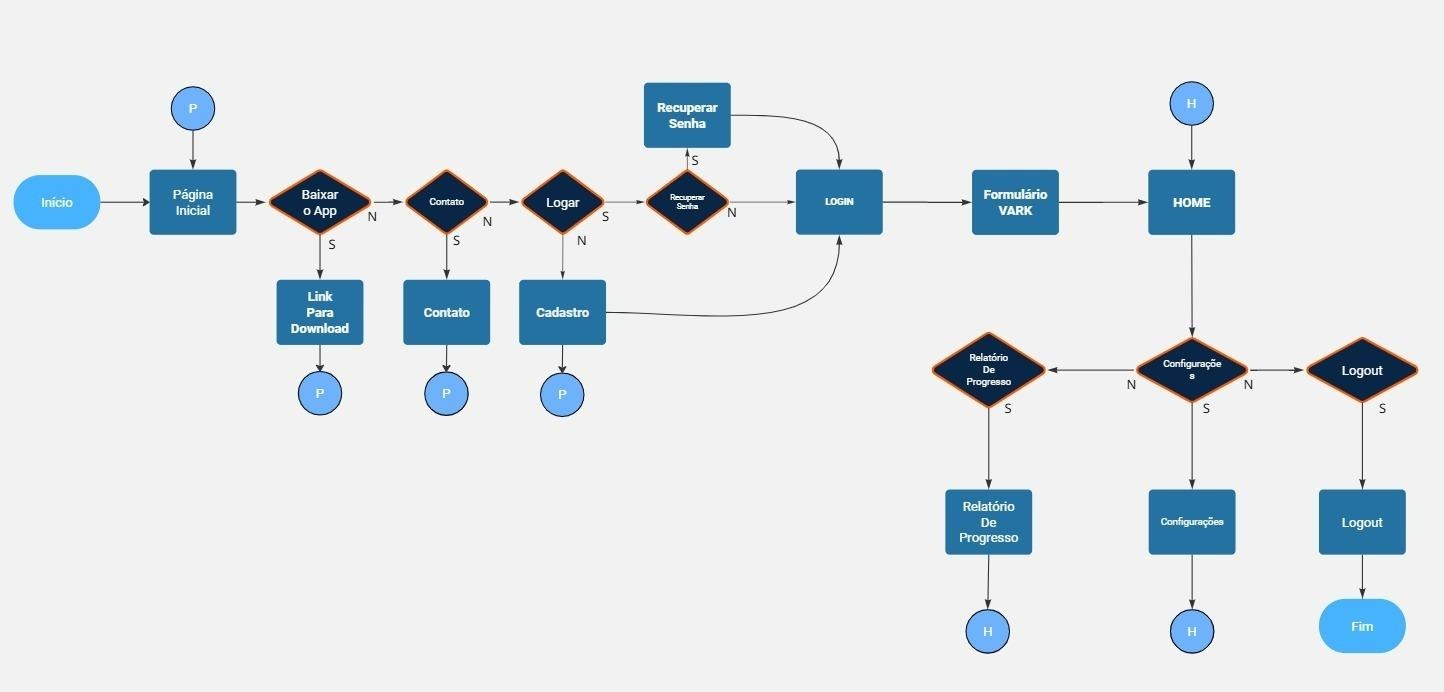 P
H
Recuperar
Senha
S
Início
Página
Inicial
Baixar
o App
N
S
Contato
N
S
Logar
S
N
Recuperar
Senha
N
LOGIN
Formulário
VARK
HOME
Link
Para
Download
Contato
Cadastro
P
P
P
Relatório
De
Progresso
S
N
Configuraçõe
s
S
N
Logout
S
Relatório
De
Progresso
Configurações
Logout
H
H
Fim